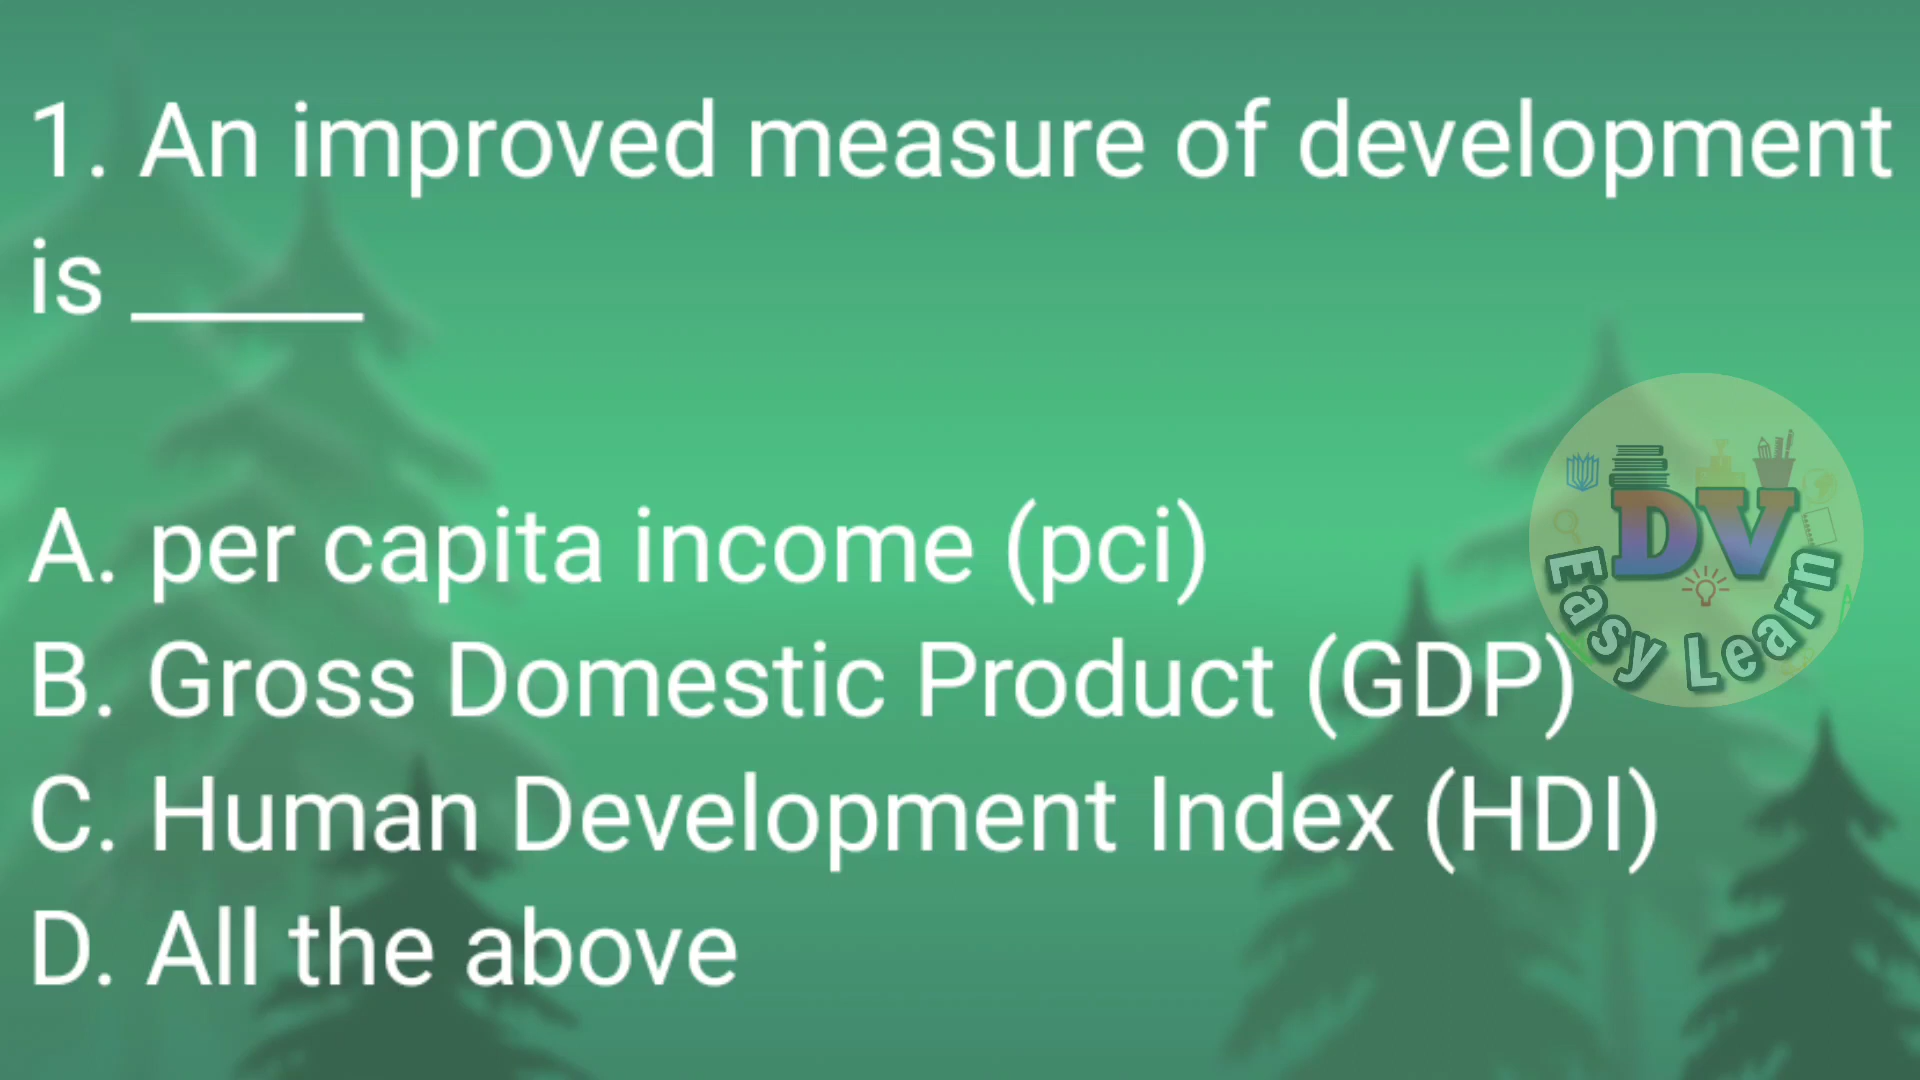 1. An improved measure of development
is ______
A. per capita income (pci)
B. Gross Domestic Product (GDP)
C. Human Development Index (HDI)
D. All the above
DV
Easy Learn